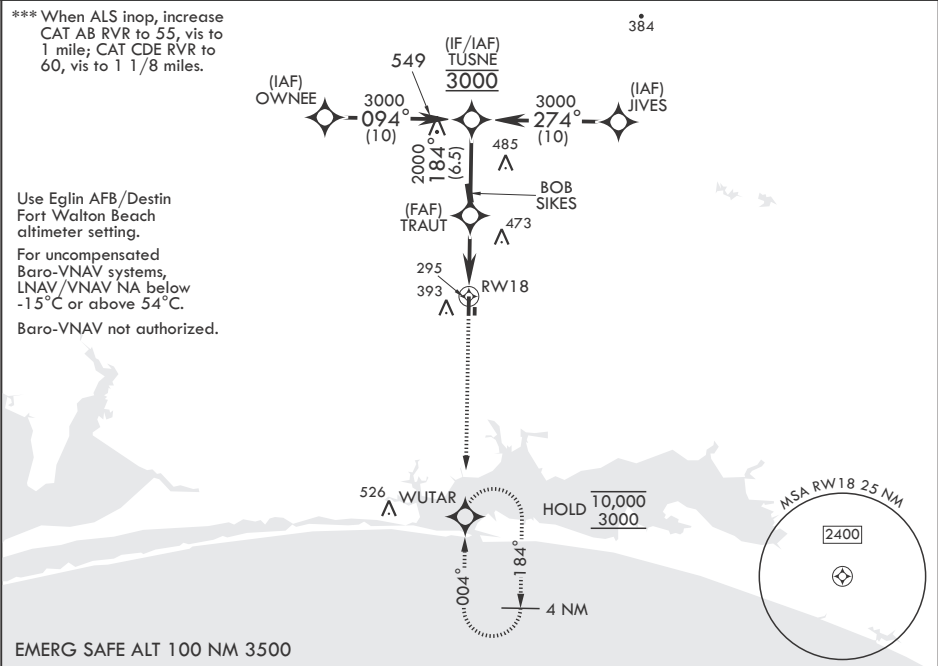 *** When ALS inop, increase
CAT AB RVR to 55, vis to
1 mile; CAT CDE RVR to
60, vis to 1 1/8 miles.
384
(IF/IAF)
TUSNE
3000
549
(IAF)
OWNEE
3000
094°
(10)
3000
274°
(10)
(IAF)
JIVES
2000
184°
(6.5)
485
BOB
SIKES
(FAF)
TRAUT
473
Use Eglin AFB/Destin
Fort Walton Beach
altimeter setting.
For uncompensated
Baro-VNAV systems,
LNAV/VNAV NA below
-15°C or above 54°C.
Baro-VNAV not authorized.
295
393
RW18
526
WUTAR
HOLD
10,000
3000
004°
184°
4 NM
MSA RW18 25 NM
2400
EMERG SAFE ALT 100 NM 3500